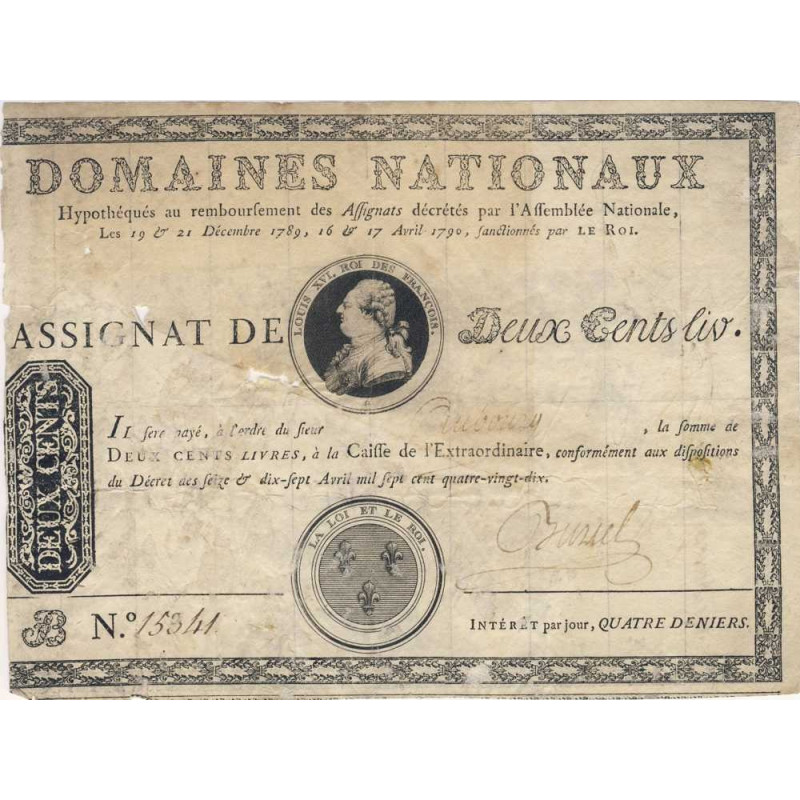 DOMAINES NATIONAUX
Hypothéqués au rembourſement des Aſſignats décrétés par l'Aſſemblée Nationale,
Les 19 & 21 Décembre 1789, 16 & 17 Avril 1790, ſanctionnés par LE ROI.
LOUIS XVI. ROI DES FRANÇOIS.
ASSIGNAT DE Deux Cents liv.
DEUX CENTS
IL ſera payé, à l'ordre du ſieur , la ſomme de
DEUX CENTS LIVRES, à la Caiſſe de l'Extraordinaire, conformément aux diſpoſitions
du Décret des ſeize & dix-ſept Avril mil ſept cent quatre-vingt-dix.
LA LOI ET LE ROI.
N.º 15341
INTÉRÊT par jour, QUATRE DENIERS.